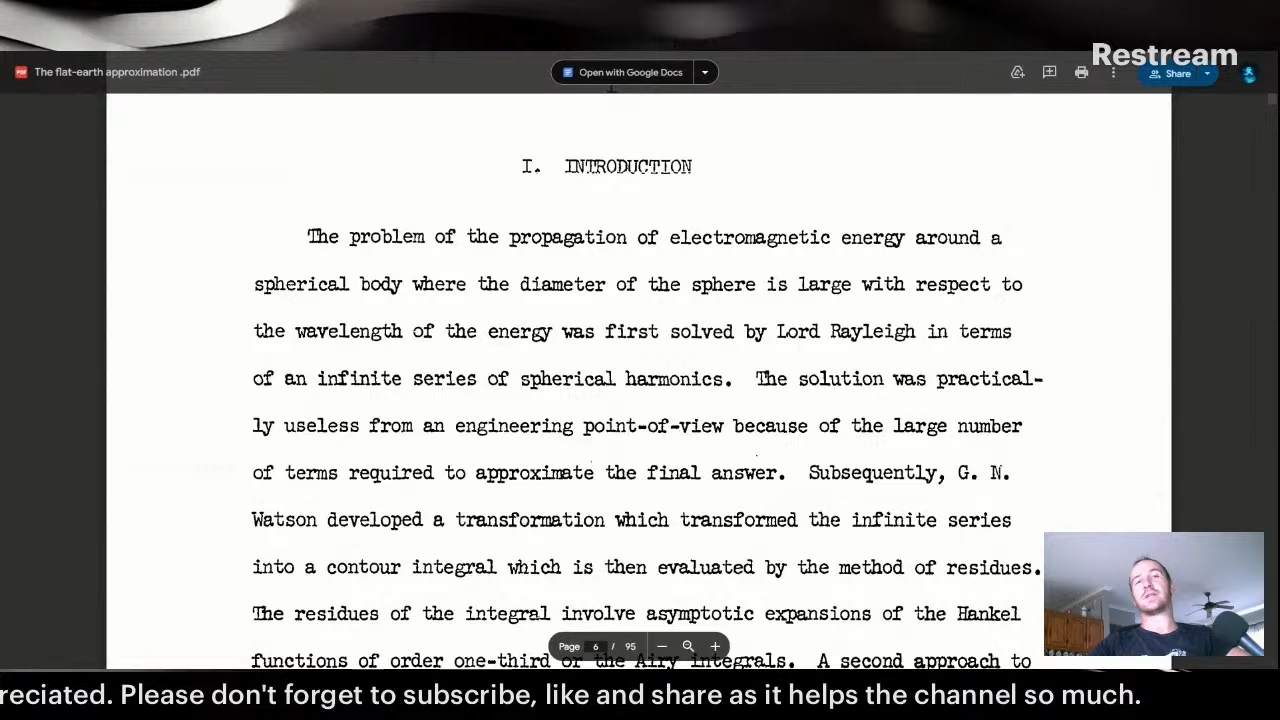 Restream
The flat-earth approximation .pdf
Open with Google Docs
Share
I. INTRODUCTION
The problem of the propagation of electromagnetic energy around a
spherical body where the diameter of the sphere is large with respect to
the wavelength of the energy was first solved by Lord Rayleigh in terms
of an infinite series of spherical harmonics. The solution was practical-
ly useless from an engineering point-of-view because of the large number
of terms required to approximate the final answer. Subsequently, G. N.
Watson developed a transformation which transformed the infinite series
into a contour integral which is then evaluated by the method of residues.
The residues of the integral involve asymptotic expansions of the Hankel
functions of order one-third or the Airy integrals. A second approach to
Page 6 / 95
reciated. Please don't forget to subscribe, like and share as it helps the channel so much.